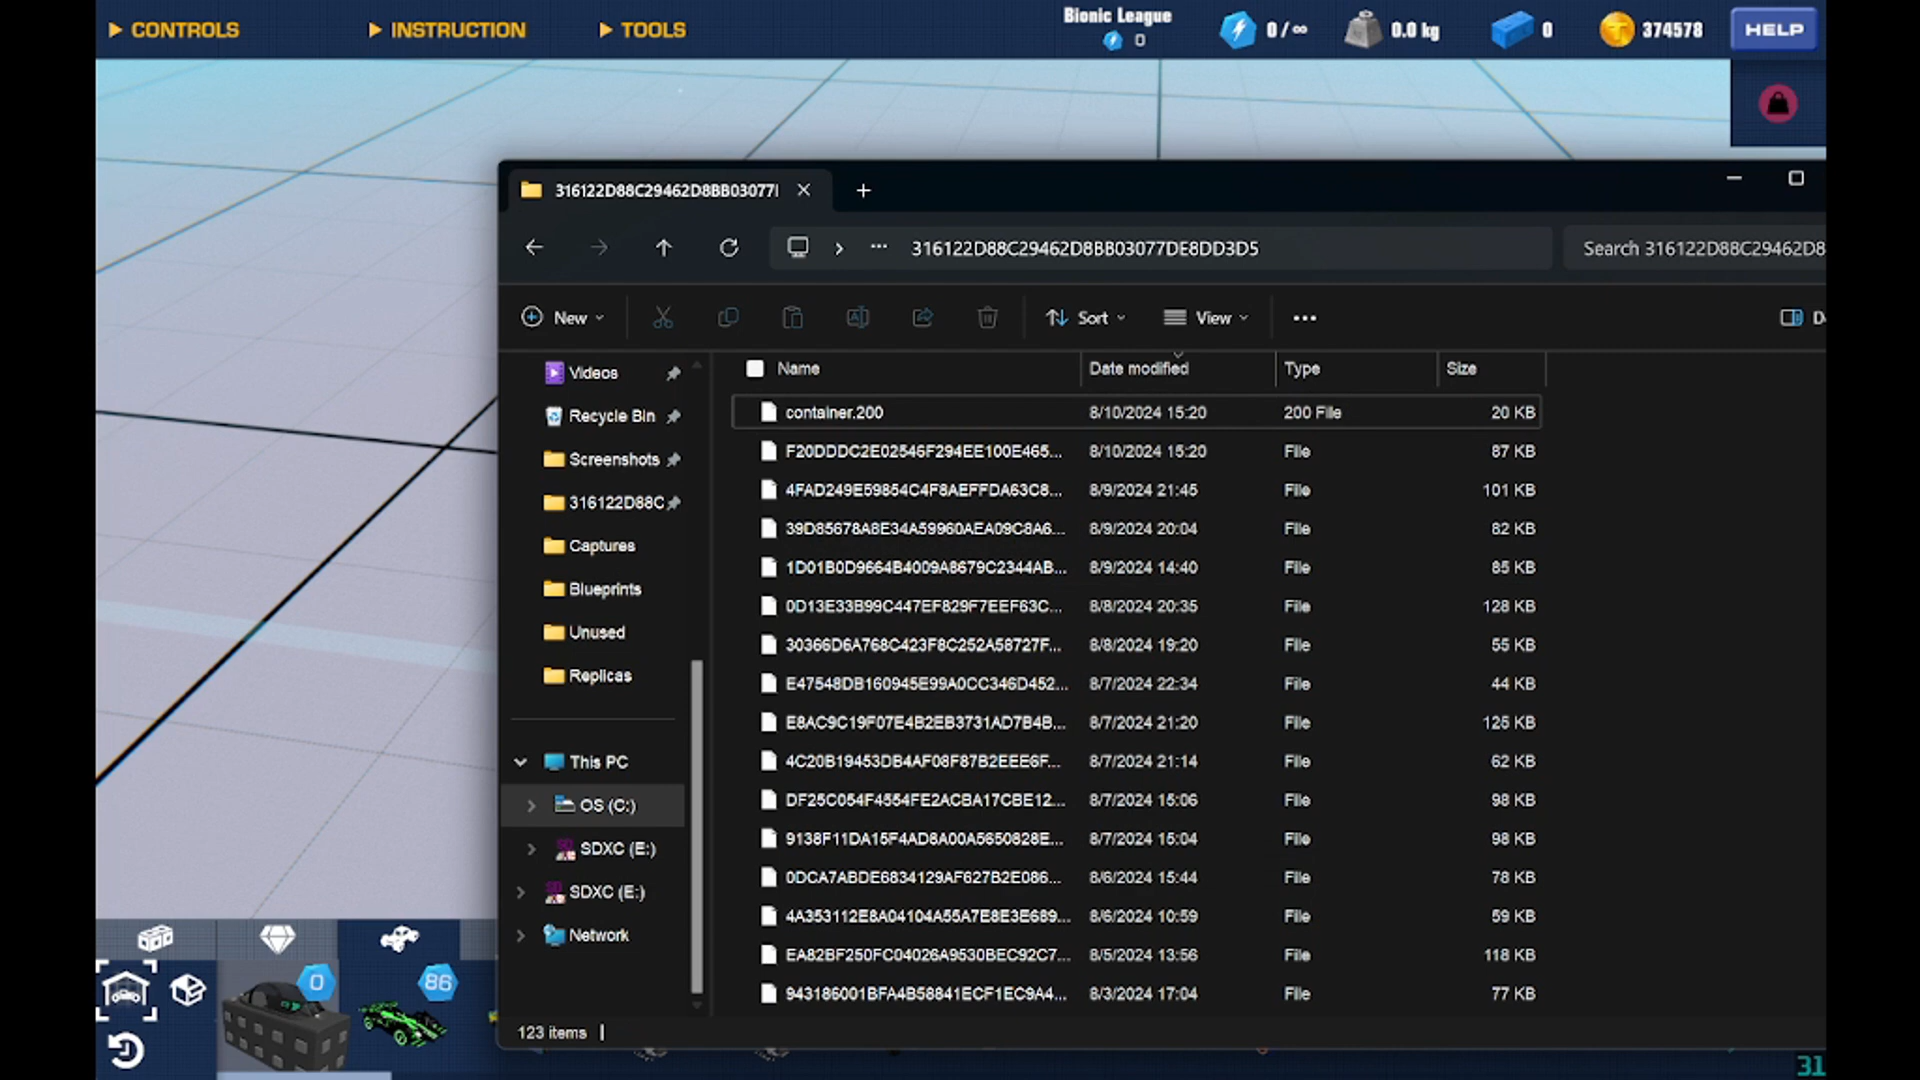 CONTROLS
INSTRUCTION
TOOLS
Bionic League
0
0 / ∞
0.0 kg
0
374578
HELP
316122D88C29462D8BB03077
316122D88C29462D8BB03077DE8DD3D5
Search 316122D88C29462D8
New
Sort
View
Name
Date modified
Type
Size
Videos
Recycle Bin
Screenshots
316122D88C
Captures
Blueprints
Unused
Replicas
This PC
OS (C:)
SDXC (E:)
SDXC (E:)
Network
container.200 8/10/2024 15:20 200 File 20 KB
F20DDDC2E02546F294EE100E465... 8/10/2024 15:20 File 87 KB
4FAD249E59854C4F8AEFFDA63C8... 8/9/2024 21:45 File 101 KB
39D85678A8E34A59960AEA09C8A6... 8/9/2024 20:04 File 82 KB
1D01B0D9664B4009A8679C2344AB... 8/9/2024 14:40 File 85 KB
0D13E33B99C447EF829F7EEF63C... 8/8/2024 20:35 File 128 KB
30366D6A768C423F8C252A58727F... 8/8/2024 19:20 File 55 KB
E47548DB160945E99A0CC346D452... 8/7/2024 22:34 File 44 KB
E8AC9C19F07E4B2EB3731AD7B4B... 8/7/2024 21:20 File 125 KB
4C20B19453DB4AF08F87B2EEE6F... 8/7/2024 21:14 File 62 KB
DF25C054F4554FE2ACBA17CBE12... 8/7/2024 15:06 File 98 KB
9138F11DA15F4AD8A00A5650828E... 8/7/2024 15:04 File 98 KB
0DCA7ABDE6834129AF627B2E086... 8/6/2024 15:44 File 78 KB
4A353112E8A04104A55A7E8E3E689... 8/6/2024 10:59 File 59 KB
EA82BF250FC04026A9530BEC92C7... 8/5/2024 13:56 File 118 KB
943186001BFA4B58841ECF1EC9A4... 8/3/2024 17:04 File 77 KB
123 items
0
86
31